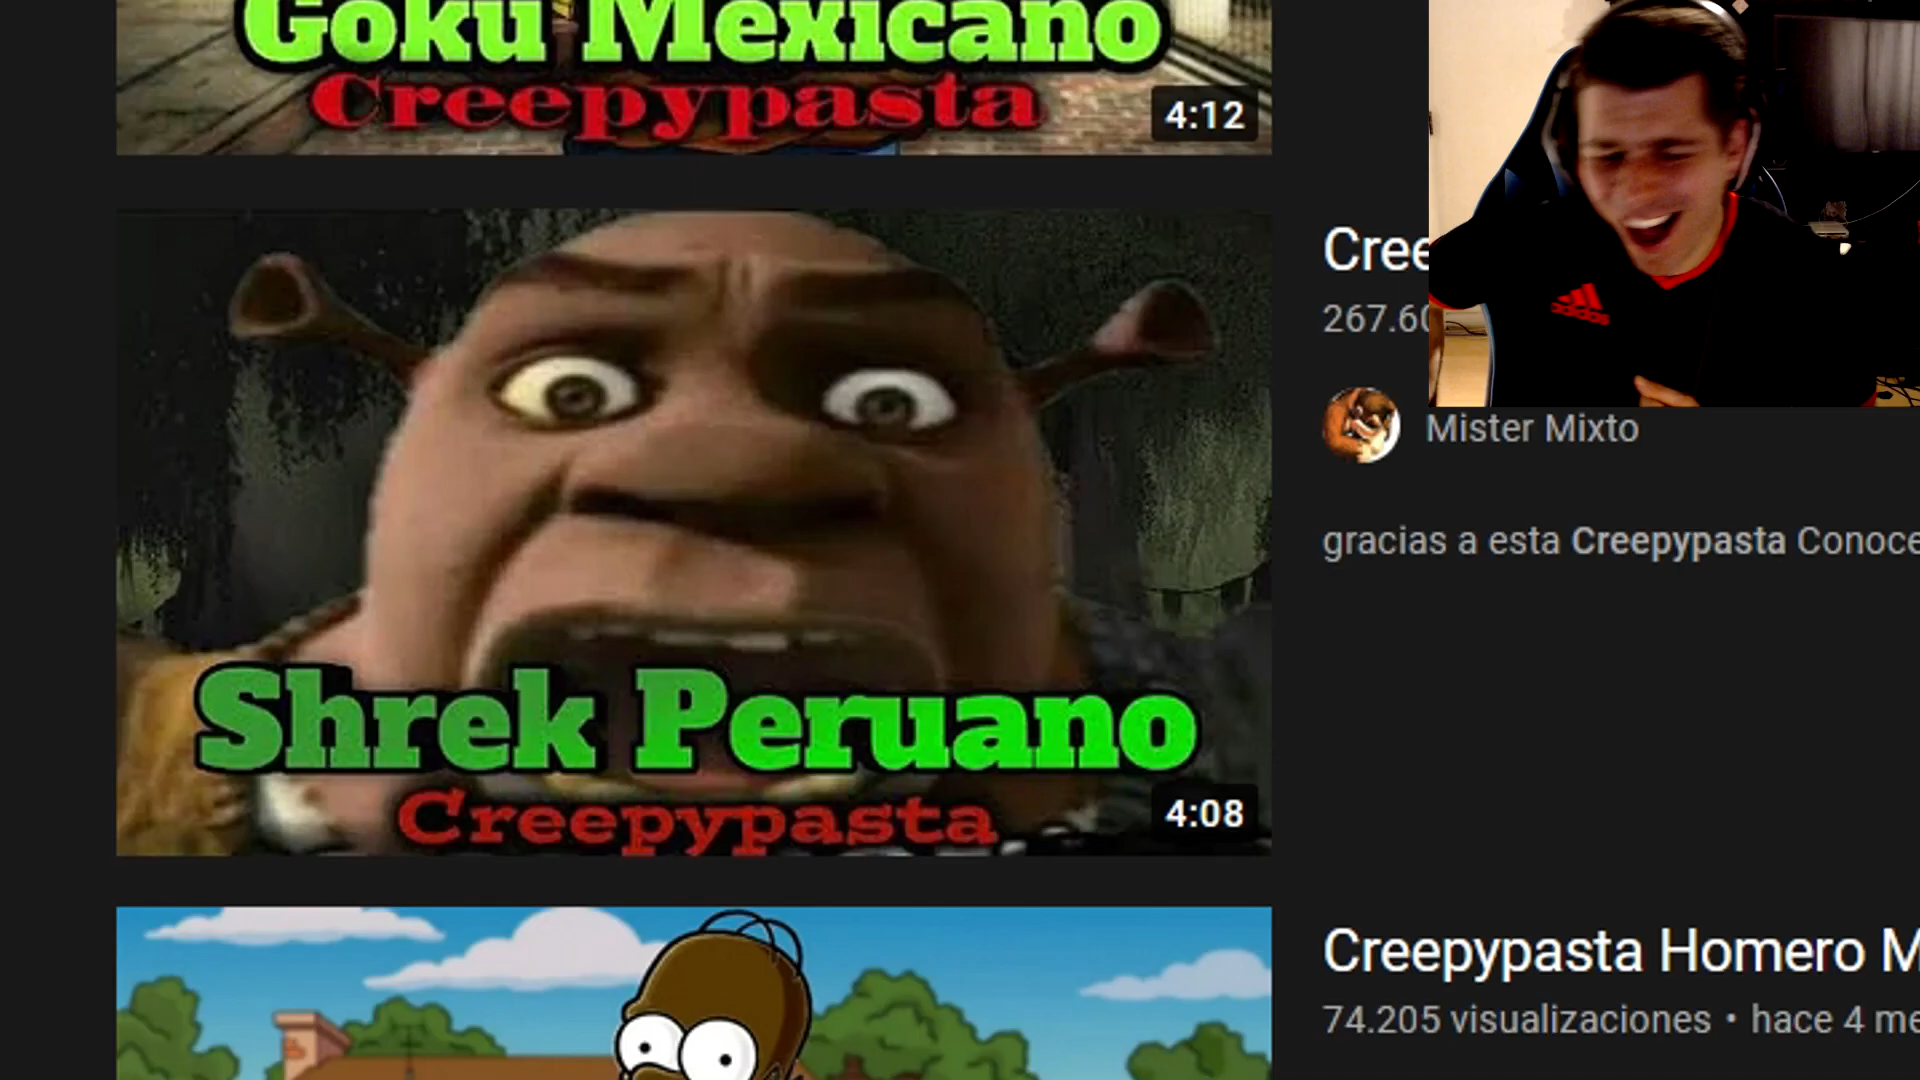 Goku Mexicano
Creepypasta
4:12
Cree
267.60
adidas
Mister Mixto
gracias a esta Creepypasta Conoce
Shrek Peruano
Creepypasta
4:08
Creepypasta Homero M
74.205 visualizaciones • hace 4 me